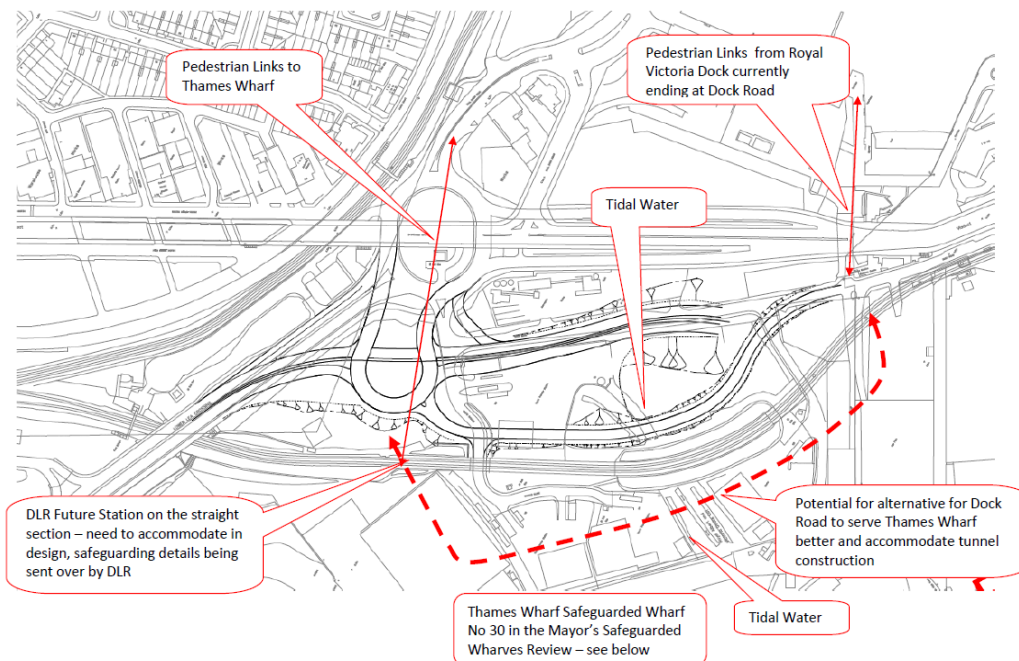 Pedestrian Links to
Thames Wharf
Pedestrian Links from Royal
Victoria Dock currently
ending at Dock Road
Tidal Water
DLR Future Station on the straight
section – need to accommodate in
design, safeguarding details being
sent over by DLR
Potential for alternative for Dock
Road to serve Thames Wharf
better and accommodate tunnel
construction
Thames Wharf Safeguarded Wharf
No 30 in the Mayor's Safeguarded
Wharves Review – see below
Tidal Water